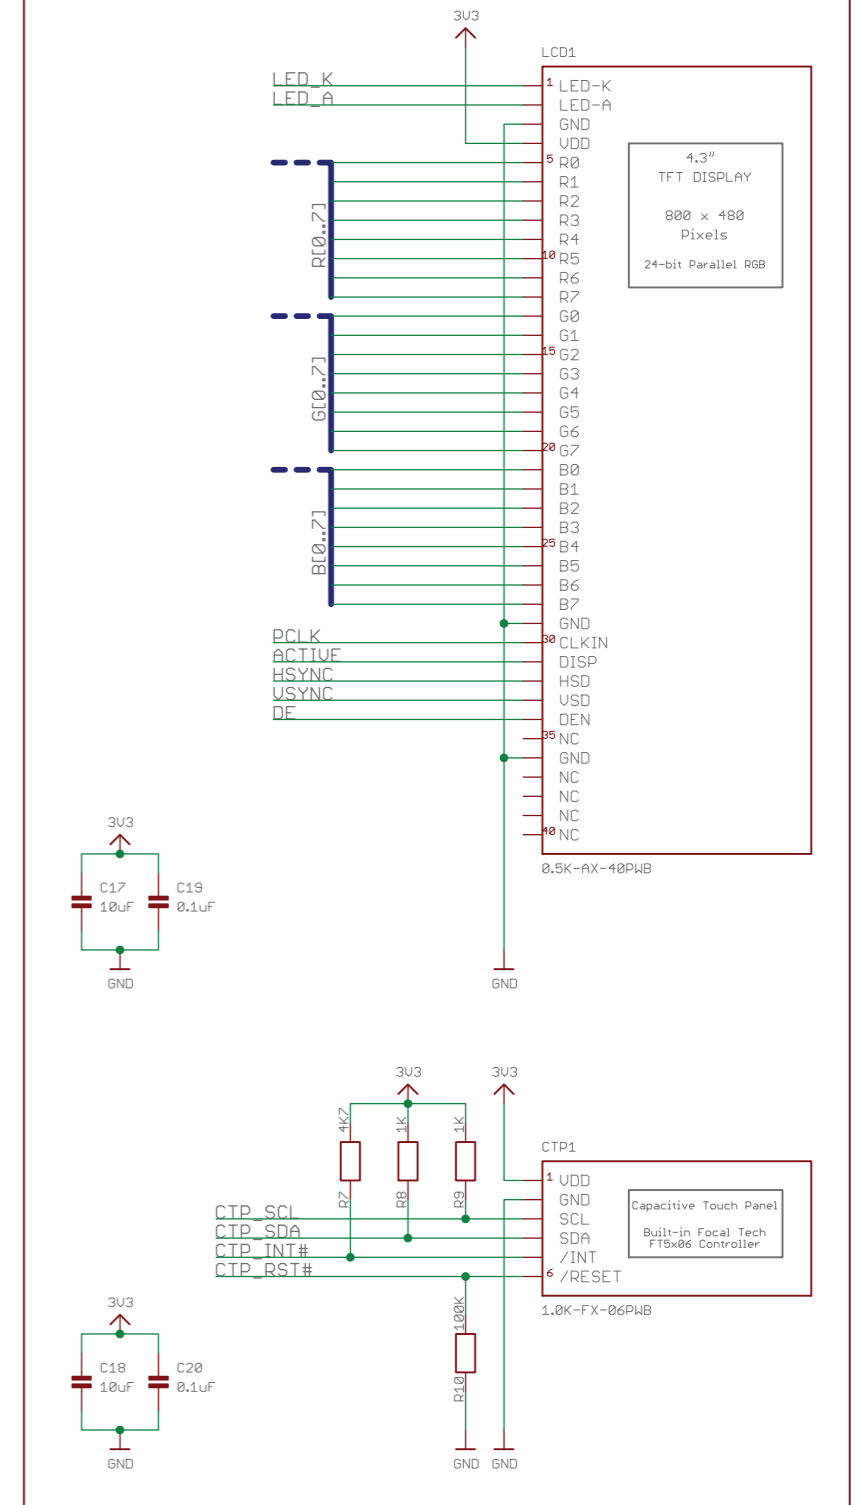 3V3
LCD1
LED_K
1 LED-K
LED_A
LED-A
GND
VDD
4.3"
TFT DISPLAY
800 x 480
Pixels
24-bit Parallel RGB
5 R0
R1
R2
R3
R4
10 R5
R6
R7
R[0..7]
G0
G1
15 G2
G3
G4
G5
G6
20 G7
G[0..7]
B0
B1
B2
B3
25 B4
B5
B6
B7
B[0..7]
GND
PCLK
30 CLKIN
ACTIVE
DISP
HSYNC
HSD
VSYNC
VSD
DE
DEN
35 NC
GND
NC
NC
NC
40 NC
0.5K-AX-40PWB
3V3
C17
10uF
C19
0.1uF
GND
GND
3V3
3V3
4K7
1K
1K
R7
R8
R9
CTP1
1 VDD
GND
CTP_SCL
SCL
CTP_SDA
SDA
CTP_INT#
/INT
CTP_RST#
6 /RESET
Capacitive Touch Panel
Built-in Focal Tech
FT5x06 Controller
1.0K-FX-06PWB
100K
R10
3V3
C18
10uF
C20
0.1uF
GND
GND
GND